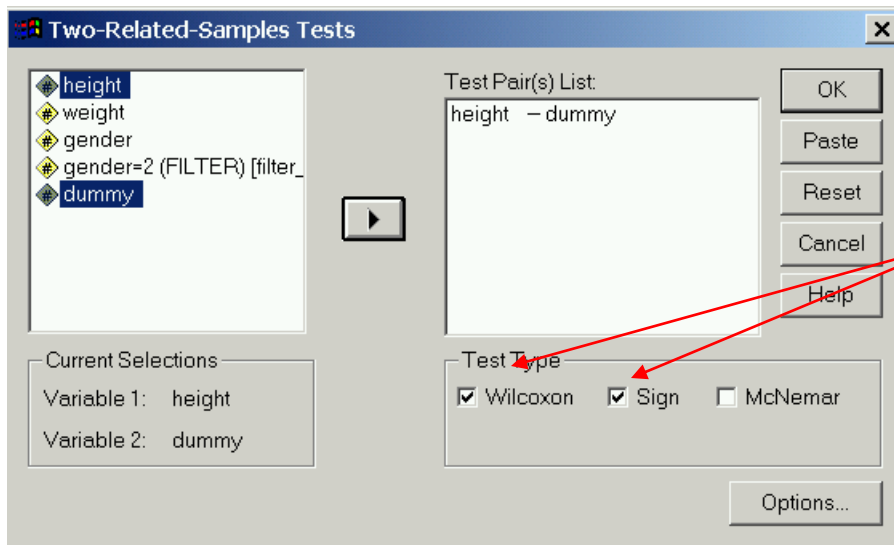 Two-Related-Samples Tests
height
weight
gender
gender=2 (FILTER) [filter_
dummy
Test Pair(s) List:
height – dummy
OK
Paste
Reset
Cancel
Help
Current Selections
Variable 1: height
Variable 2: dummy
Test Type
Wilcoxon Sign McNemar
Options...